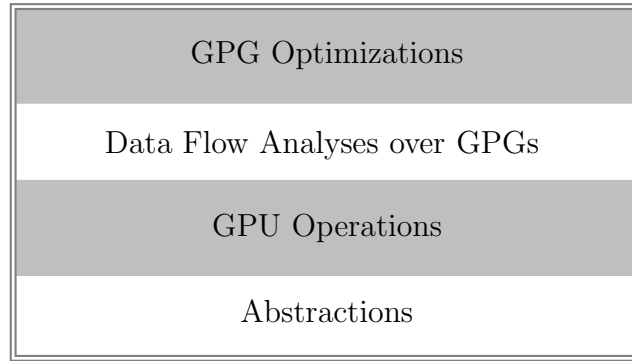 GPG Optimizations
Data Flow Analyses over GPGs
GPU Operations
Abstractions